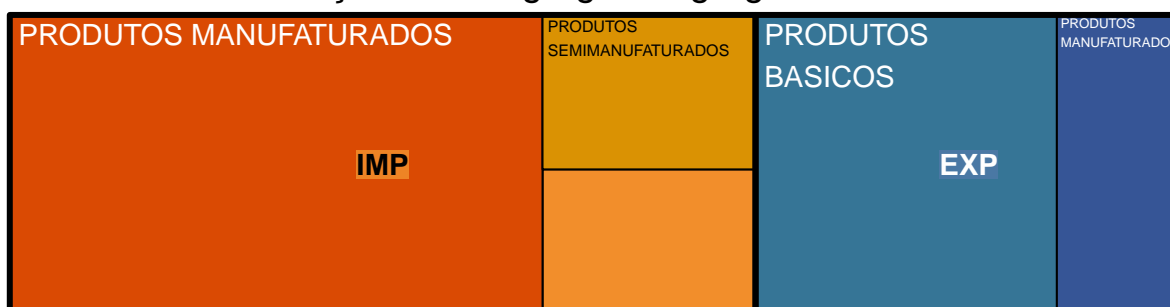 PRODUTOS MANUFATURADOS
IMP
PRODUTOS
SEMIMANUFATURADOS
PRODUTOS
BASICOS
EXP
PRODUTOS
MANUFATURADO